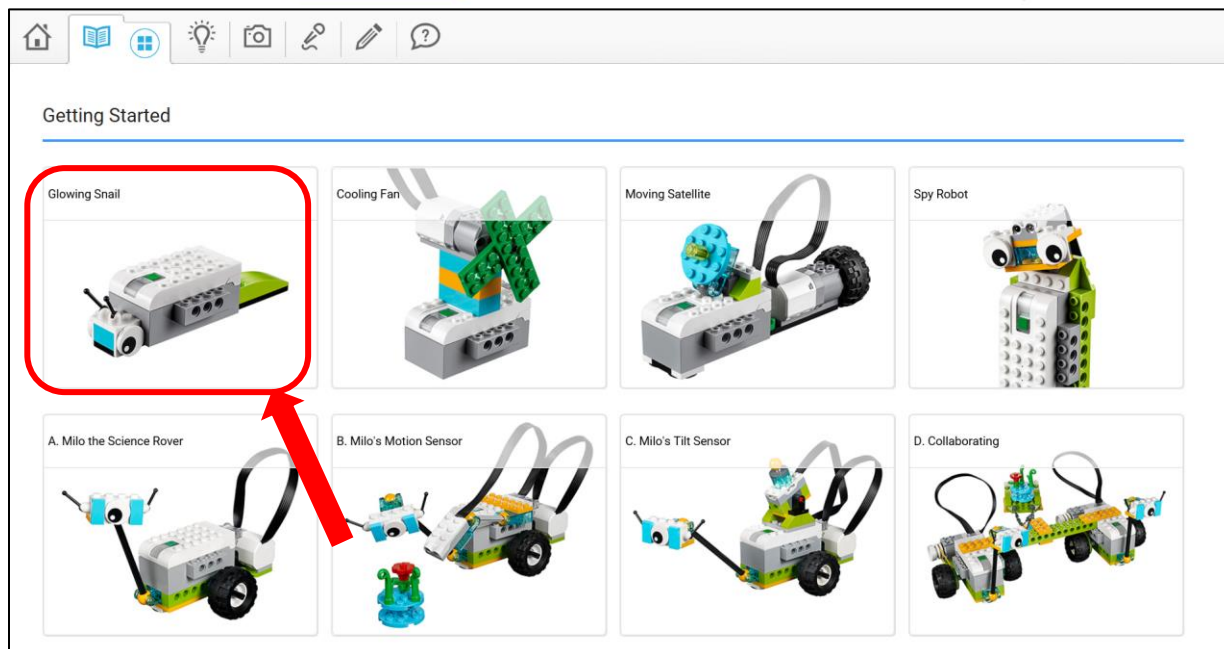 Getting Started
Glowing Snail
Cooling Fan
Moving Satellite
Spy Robot
A. Milo the Science Rover
B. Milo's Motion Sensor
C. Milo's Tilt Sensor
D. Collaborating